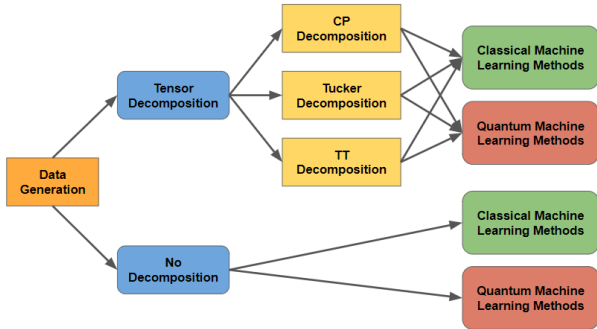 CP
Decomposition
Classical Machine
Learning Methods
Tensor
Decomposition
Tucker
Decomposition
Quantum Machine
Learning Methods
TT
Decomposition
Data
Generation
Classical Machine
Learning Methods
No
Decomposition
Quantum Machine
Learning Methods